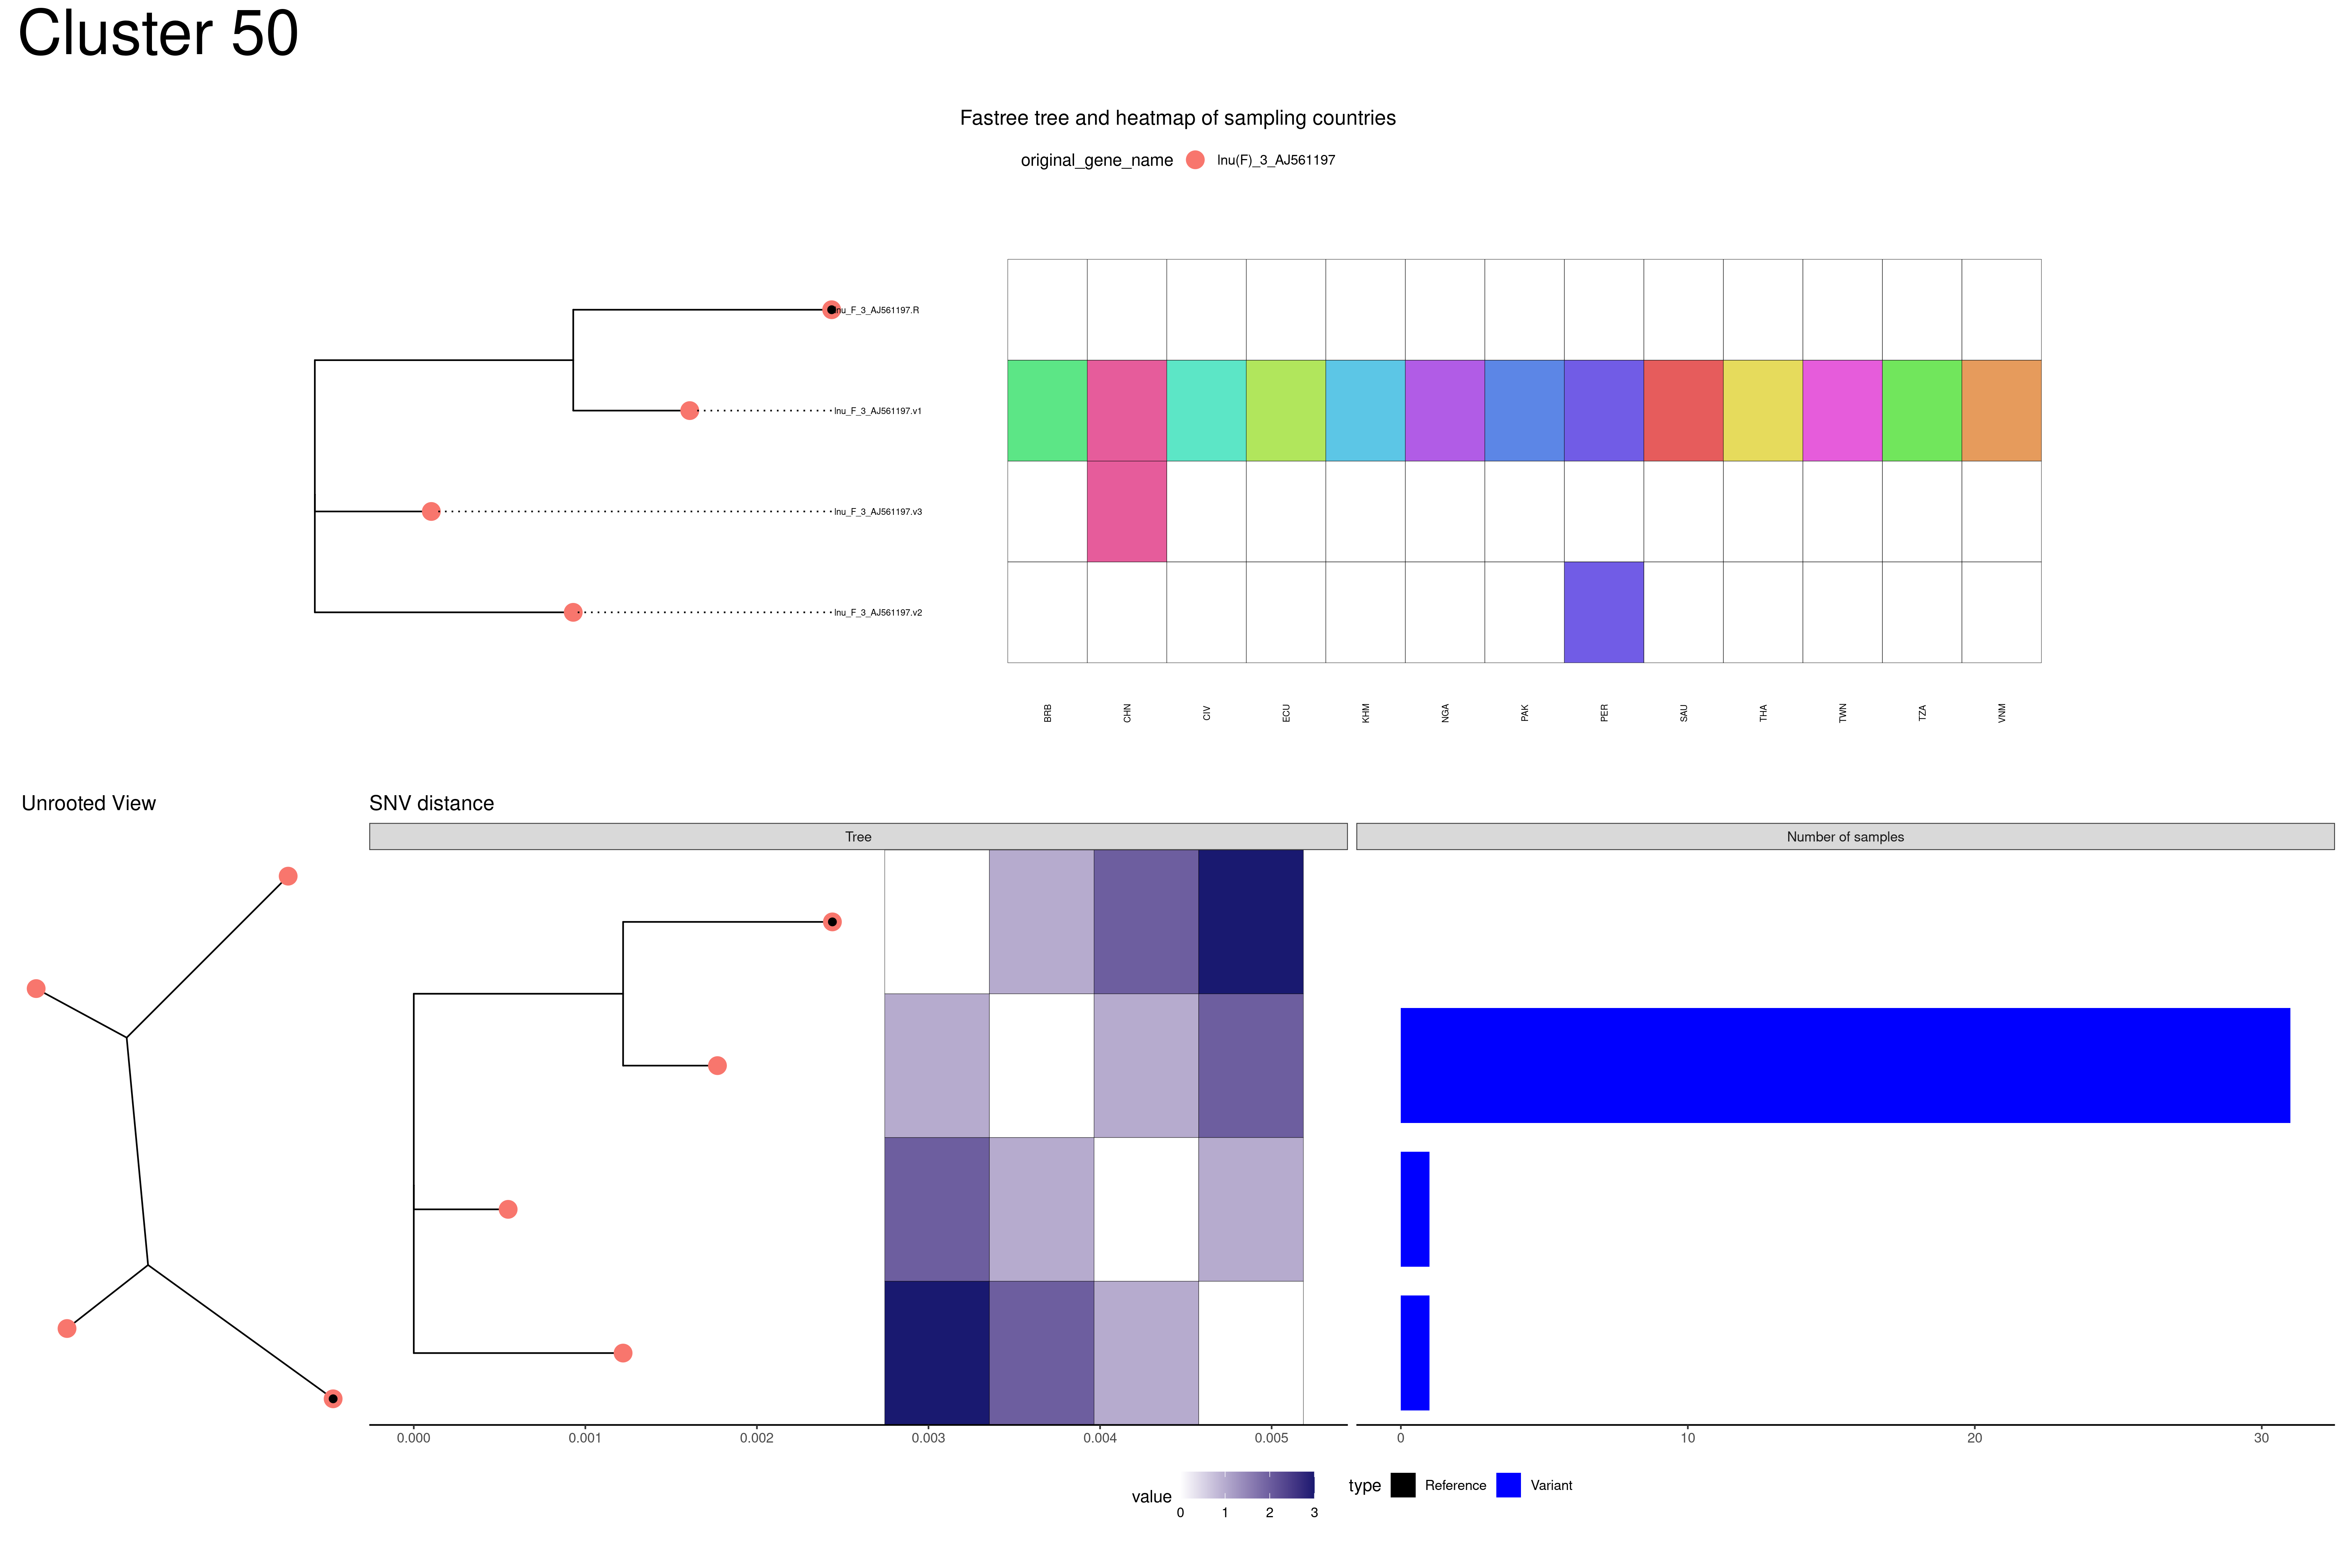 Cluster 50
Fastree tree and heatmap of sampling countries
original_gene_name lnu(F)_3_AJ561197
lnu_F_3_AJ561197.R
lnu_F_3_AJ561197.v1
lnu_F_3_AJ561197.v3
lnu_F_3_AJ561197.v2
BRB CHN CIV ECU KHM NGA PAK PER SAU THA TWN TZA VNM
Unrooted View
SNV distance
Tree
Number of samples
0.000 0.001 0.002 0.003 0.004 0.005
0 10 20 30
value
0 1 2 3
type Reference Variant